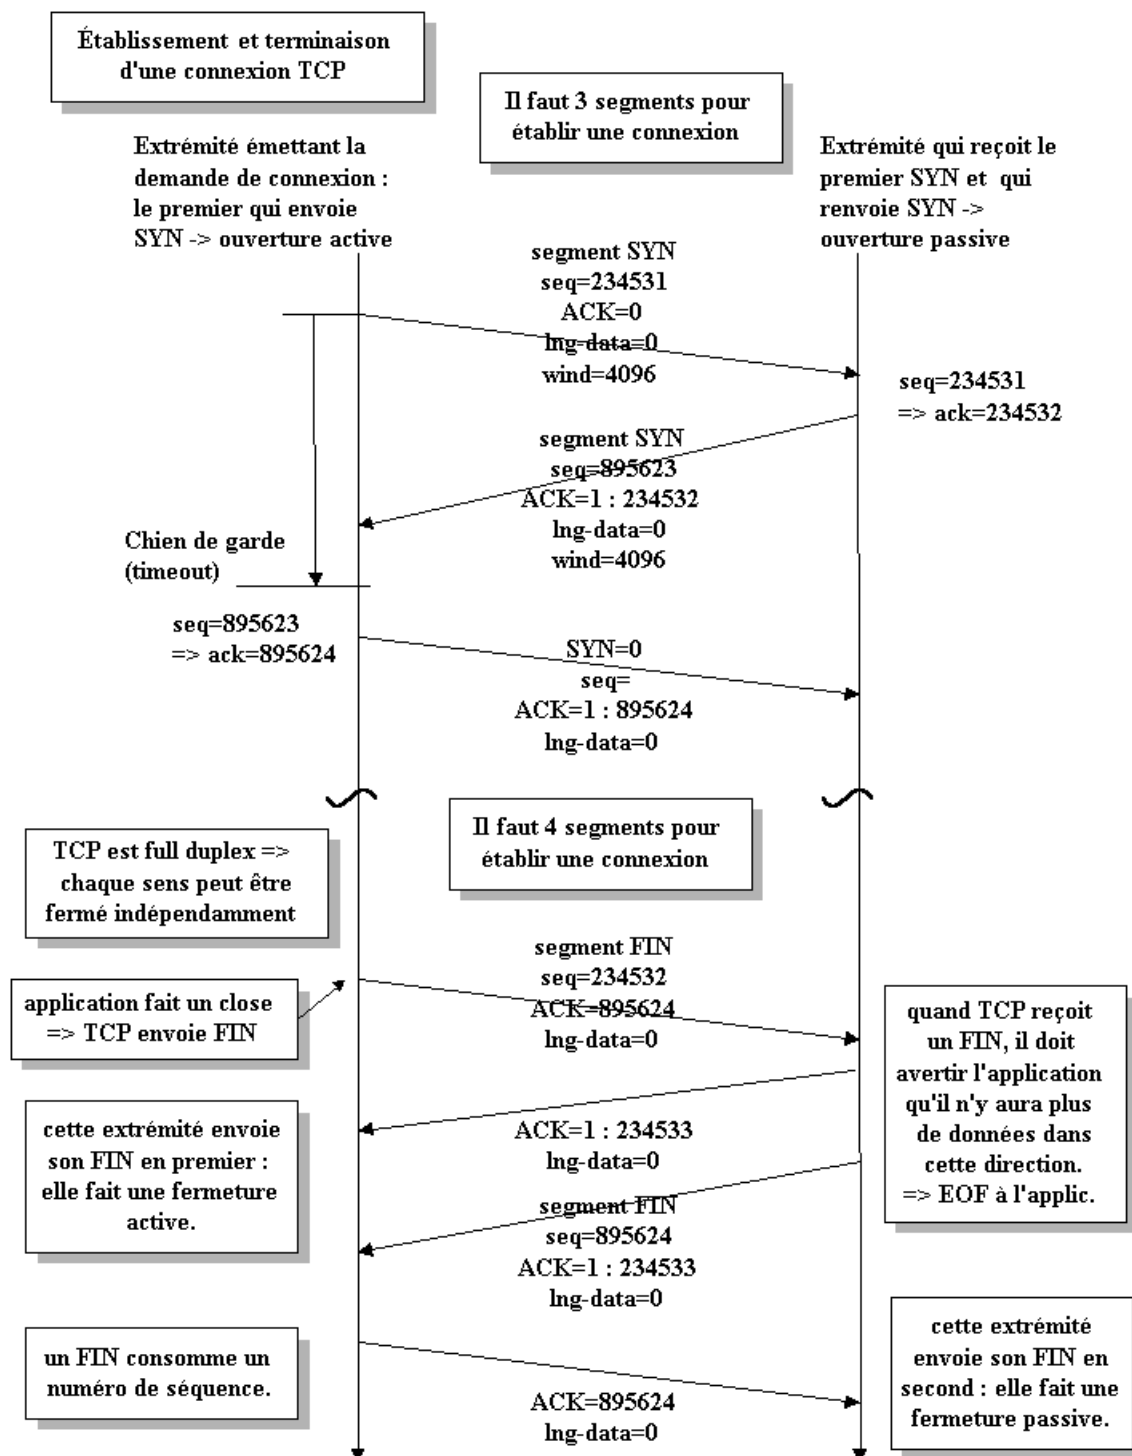 Établissement et terminaison
d'une connexion TCP
Il faut 3 segments pour
établir une connexion
Extrémité émettant la
demande de connexion :
le premier qui envoie
SYN -> ouverture active
Extrémité qui reçoit le
premier SYN et qui
renvoie SYN ->
ouverture passive
segment SYN
seq=234531
ACK=0
lng-data=0
wind=4096
seq=234531
=> ack=234532
segment SYN
seq=895623
ACK=1 : 234532
lng-data=0
wind=4096
Chien de garde
(timeout)
seq=895623
=> ack=895624
SYN=0
seq=
ACK=1 : 895624
lng-data=0
Il faut 4 segments pour
établir une connexion
TCP est full duplex =>
chaque sens peut être
fermé indépendamment
segment FIN
seq=234532
ACK=895624
lng-data=0
application fait un close
=> TCP envoie FIN
quand TCP reçoit
un FIN, il doit
avertir l'application
qu'il n'y aura plus
de données dans
cette direction.
=> EOF à l'applic.
cette extrémité envoie
son FIN en premier :
elle fait une fermeture
active.
ACK=1 : 234533
lng-data=0
segment FIN
seq=895624
ACK=1 : 234533
lng-data=0
un FIN consomme un
numéro de séquence.
ACK=895624
lng-data=0
cette extrémité
envoie son FIN en
second : elle fait une
fermeture passive.